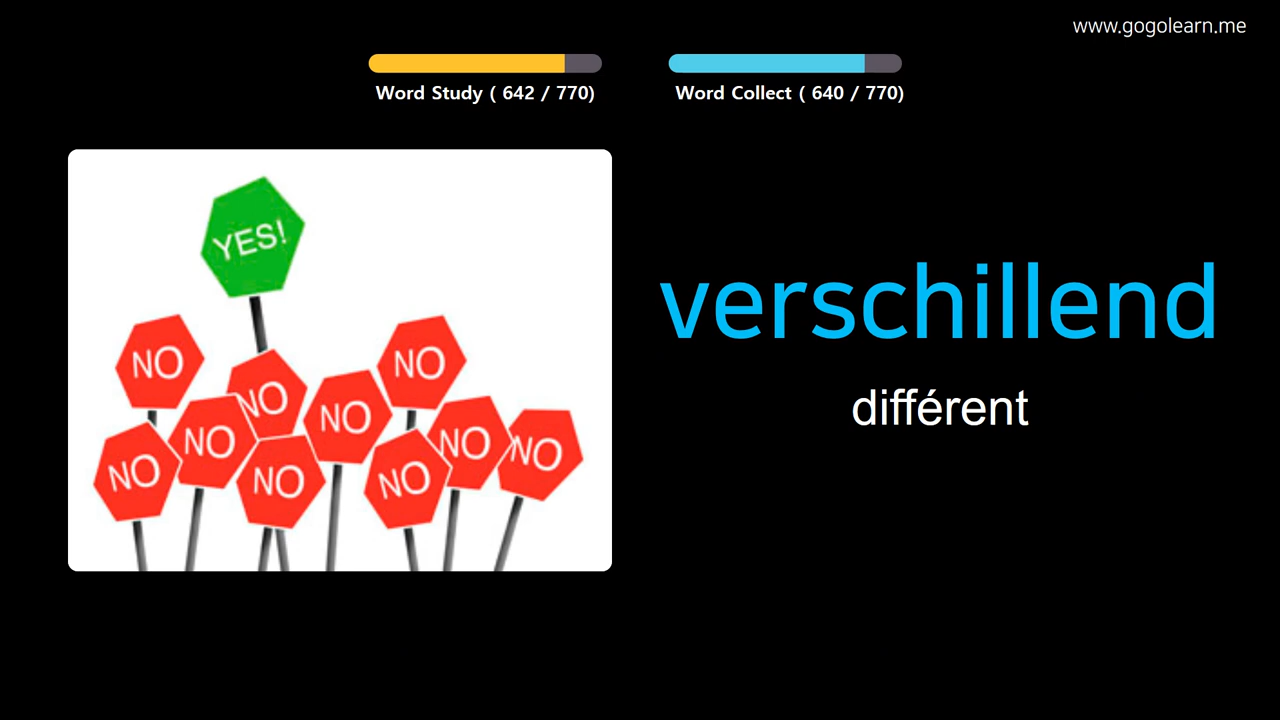 www.gogolearn.me
Word Study ( 642 / 770)
Word Collect ( 640 / 770)
YES!
NO
NO
NO
NO
NO
NO
NO
NO
NO
NO
verschillend
différent